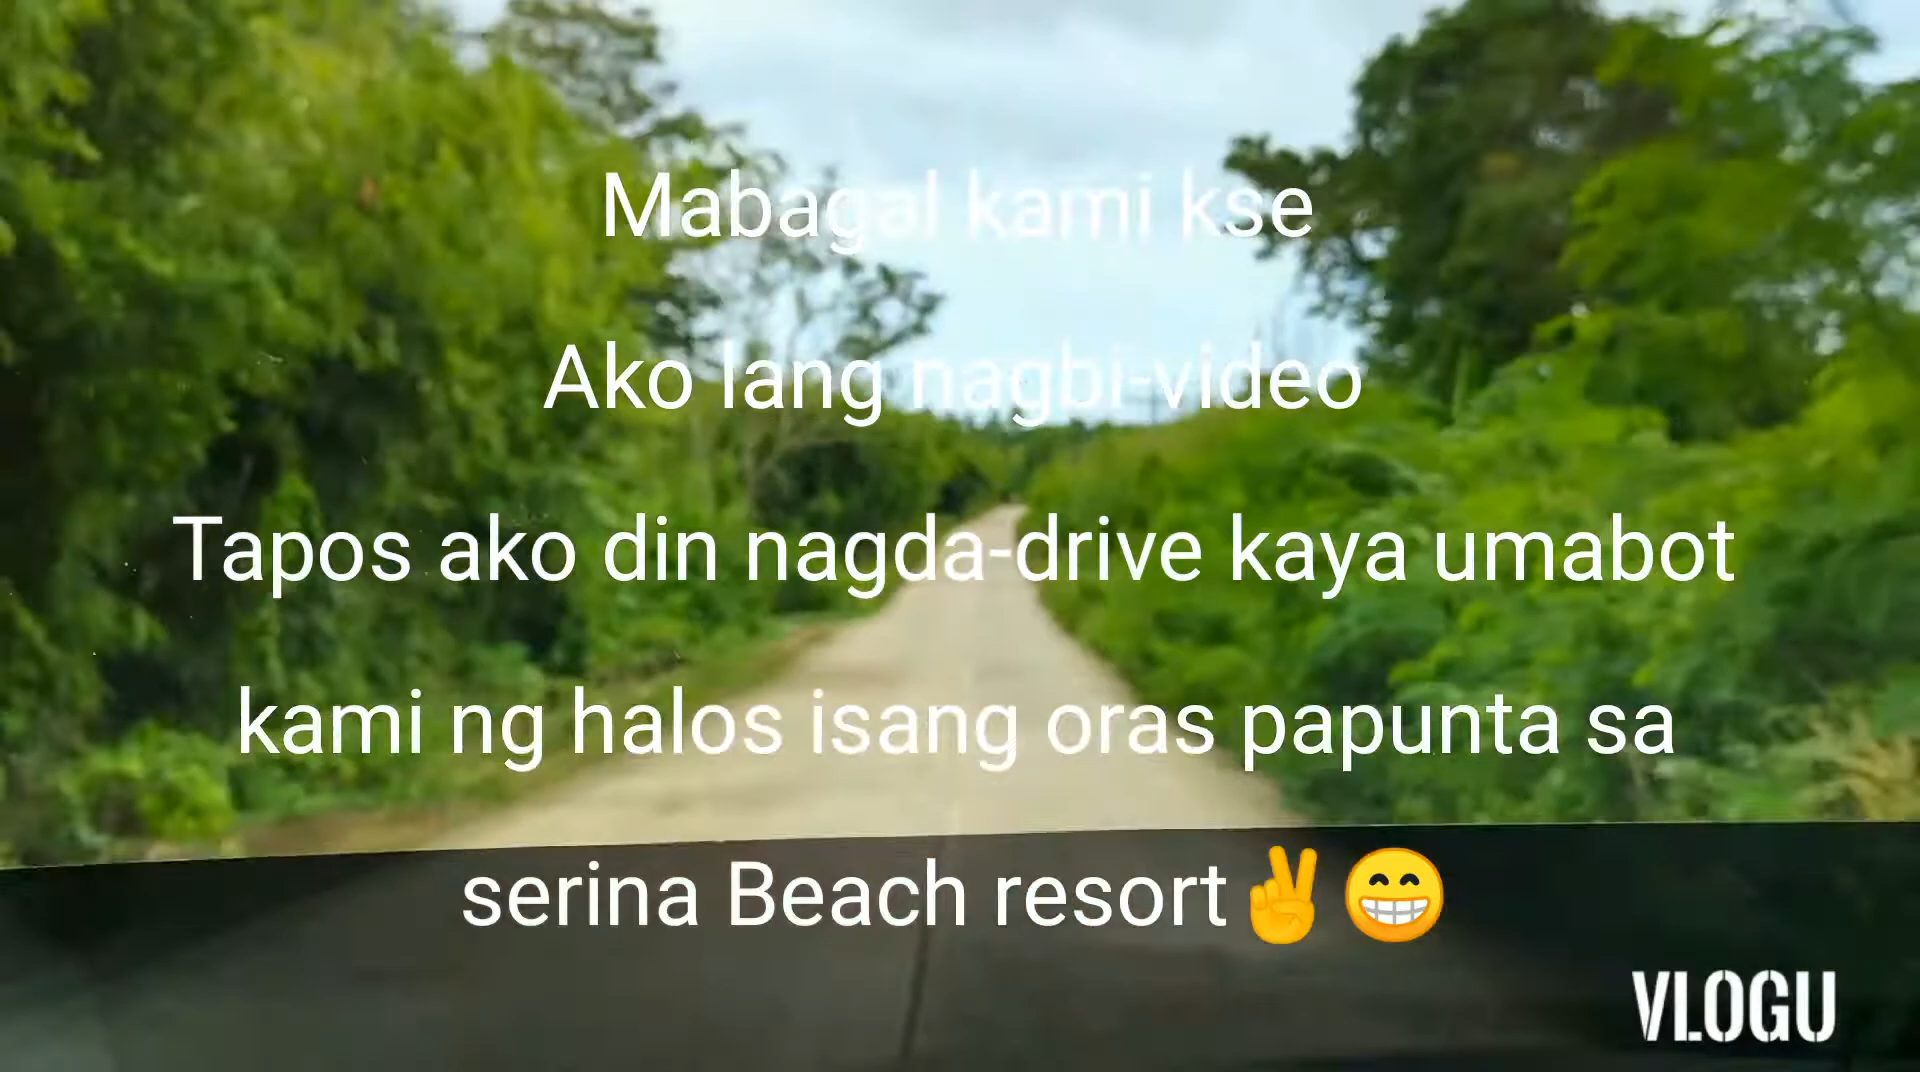 Mabagal kami kse
Ako lang nagbi-video
Tapos ako din nagda-drive kaya umabot
kami ng halos isang oras papunta sa
serina Beach resort✌😁
VLOGU